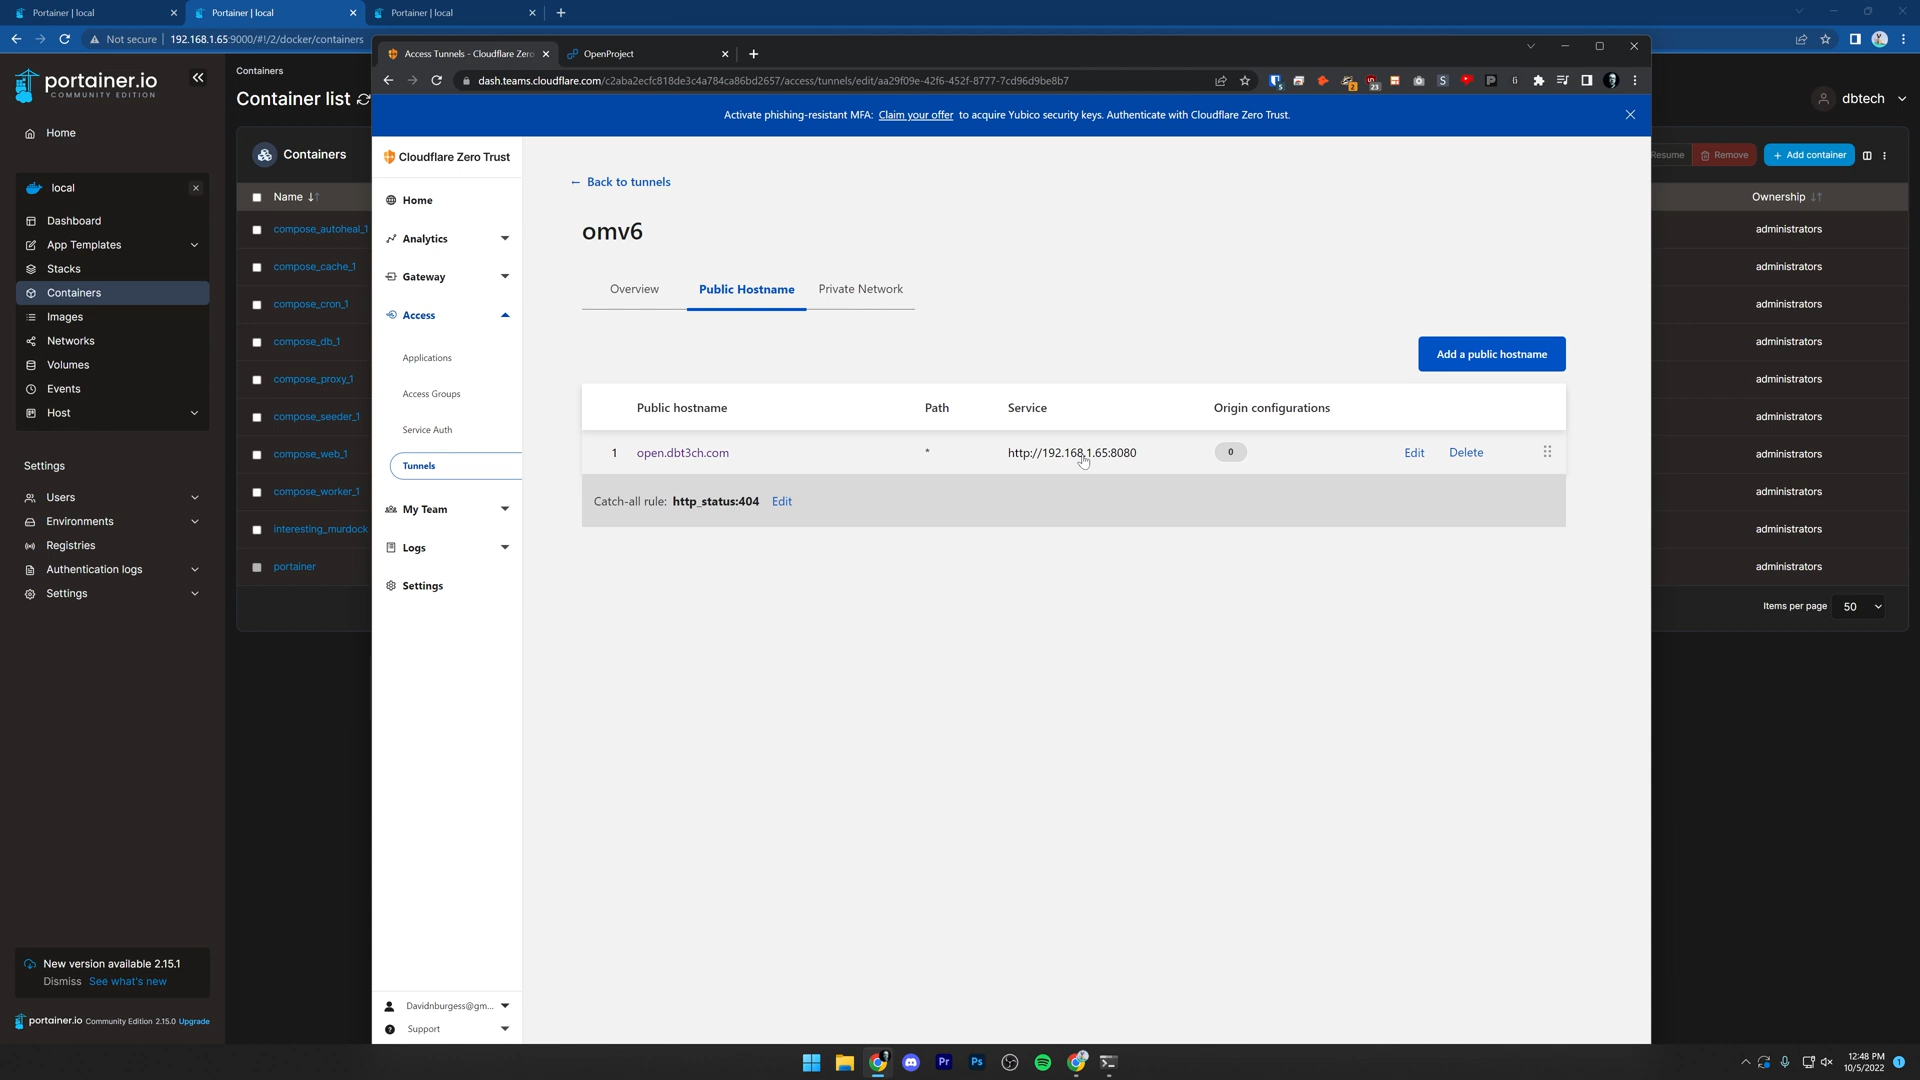 Portainer | local
Portainer | local
Portainer | local
Not secure
192.168.1.65:9000/#!/2/docker/containers
Access Tunnels - Cloudflare Zero
OpenProject
dash.teams.cloudflare.com/c2aba2ecfc818de3c4a784ca86bd2657/access/tunnels/edit/aa29f09e-42f6-452f-8777-7cd96d9be8b7
Activate phishing-resistant MFA: Claim your offer to acquire Yubico security keys. Authenticate with Cloudflare Zero Trust.
portainer.io
COMMUNITY EDITION
Home
local
Dashboard
App Templates
Stacks
Containers
Images
Networks
Volumes
Events
Host
Settings
Users
Environments
Registries
Authentication logs
Settings
New version available 2.15.1
Dismiss See what's new
portainer.io Community Edition 2.15.0 Upgrade
Containers
Container list
Containers
Name
compose_autoheal_1
compose_cache_1
compose_cron_1
compose_db_1
compose_proxy_1
compose_seeder_1
compose_web_1
compose_worker_1
interesting_murdock
portainer
Cloudflare Zero Trust
Home
Analytics
Gateway
Access
Applications
Access Groups
Service Auth
Tunnels
My Team
Logs
Settings
Davidnburgess@gm...
Support
← Back to tunnels
omv6
Overview
Public Hostname
Private Network
Add a public hostname
Public hostname
Path
Service
Origin configurations
1
open.dbt3ch.com
*
http://192.168.1.65:8080
0
Edit
Delete
Catch-all rule: http_status:404 Edit
dbtech
Resume
Remove
Add container
Ownership
administrators
administrators
administrators
administrators
administrators
administrators
administrators
administrators
administrators
administrators
Items per page
50
12:48 PM
10/5/2022